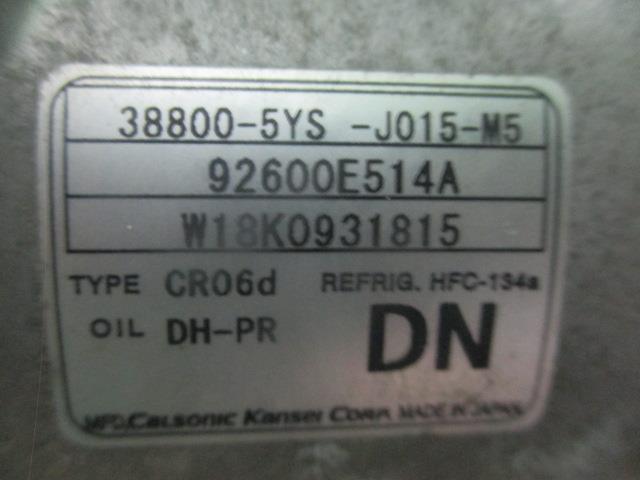 38800-5YS -J015-M5
92600E514A
W18K0931815
TYPE CR06d REFRIG. HFC-134a
OIL DH-PR DN
MFD. CALSONIC KANSEI CORP. MADE IN JAPAN